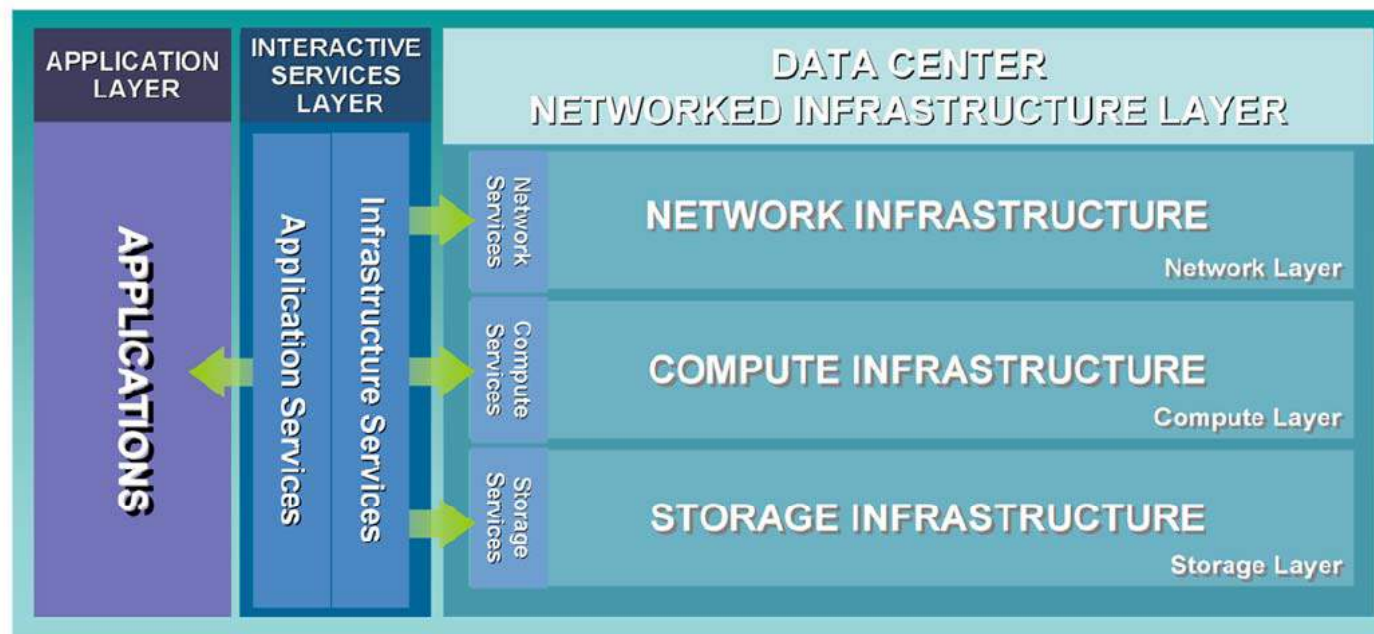 APPLICATION
LAYER
APPLICATIONS
INTERACTIVE
SERVICES
LAYER
Application Services
Infrastructure Services
DATA CENTER
NETWORKED INFRASTRUCTURE LAYER
Network
Services
NETWORK INFRASTRUCTURE
Network Layer
Compute
Services
COMPUTE INFRASTRUCTURE
Compute Layer
Storage
Services
STORAGE INFRASTRUCTURE
Storage Layer